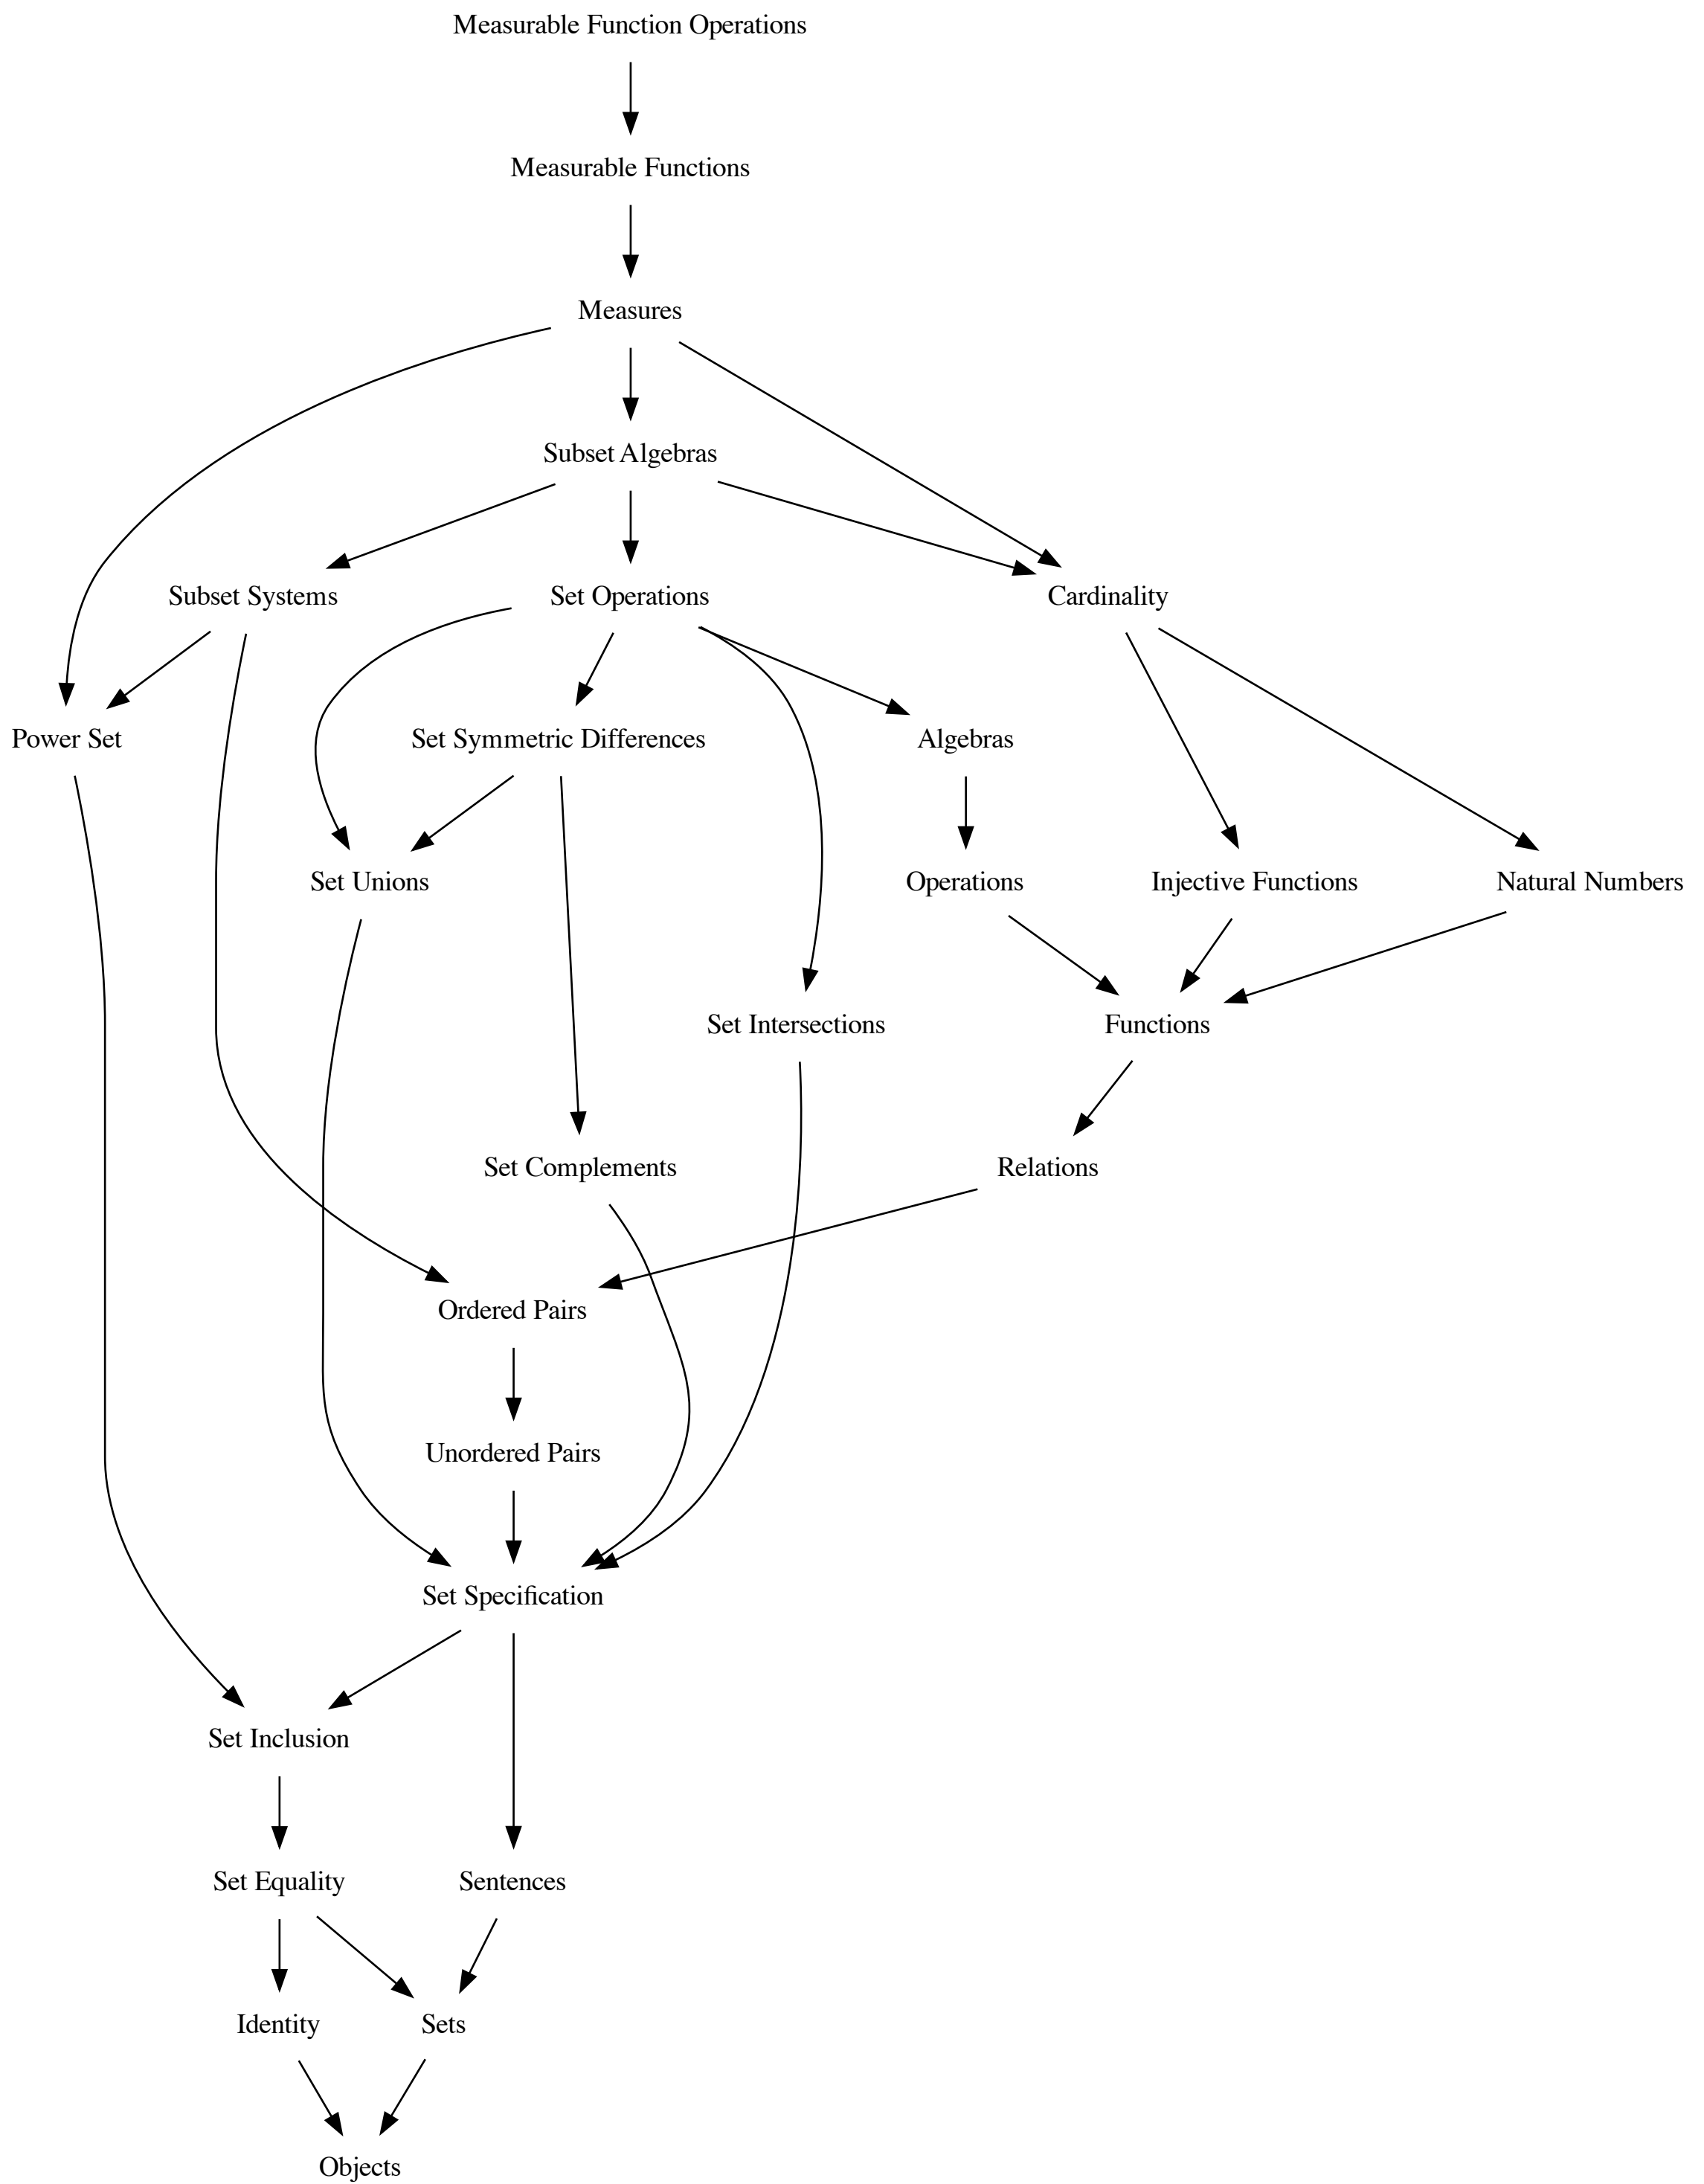 Measurable Function Operations
Measurable Functions
Measures
Subset Algebras
Subset Systems
Set Operations
Cardinality
Power Set
Set Symmetric Differences
Algebras
Set Unions
Operations
Injective Functions
Natural Numbers
Set Intersections
Functions
Set Complements
Relations
Ordered Pairs
Unordered Pairs
Set Specification
Set Inclusion
Set Equality
Sentences
Identity
Sets
Objects